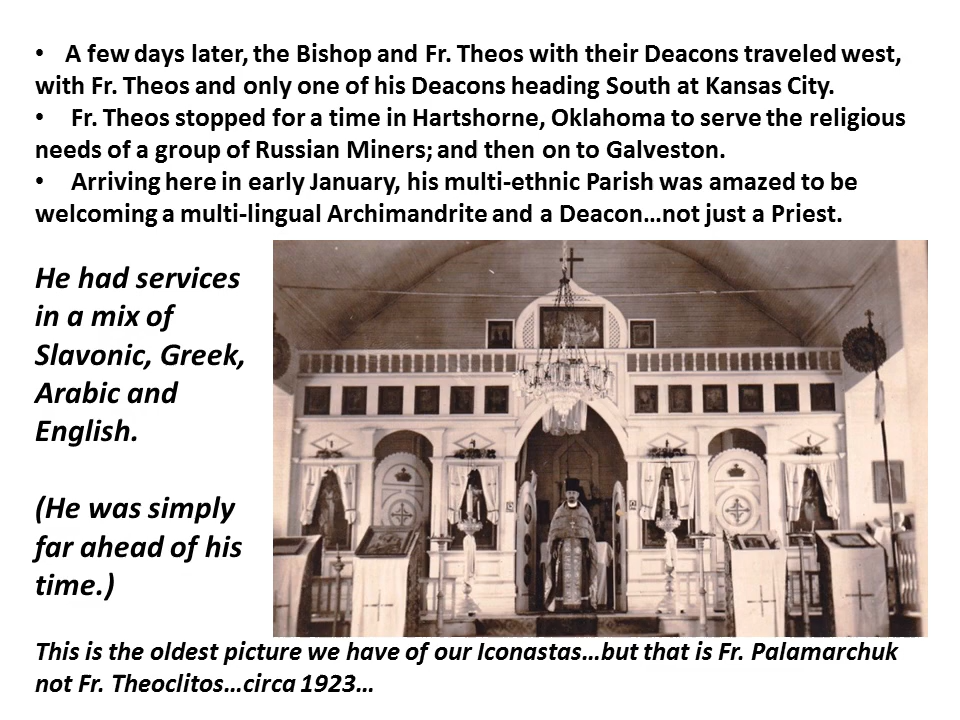 • A few days later, the Bishop and Fr. Theos with their Deacons traveled west,
with Fr. Theos and only one of his Deacons heading South at Kansas City.
• Fr. Theos stopped for a time in Hartshorne, Oklahoma to serve the religious
needs of a group of Russian Miners; and then on to Galveston.
• Arriving here in early January, his multi-ethnic Parish was amazed to be
welcoming a multi-lingual Archimandrite and a Deacon…not just a Priest.
He had services
in a mix of
Slavonic, Greek,
Arabic and
English.
(He was simply
far ahead of his
time.)
This is the oldest picture we have of our Iconastas…but that is Fr. Palamarchuk
not Fr. Theoclitos…circa 1923…